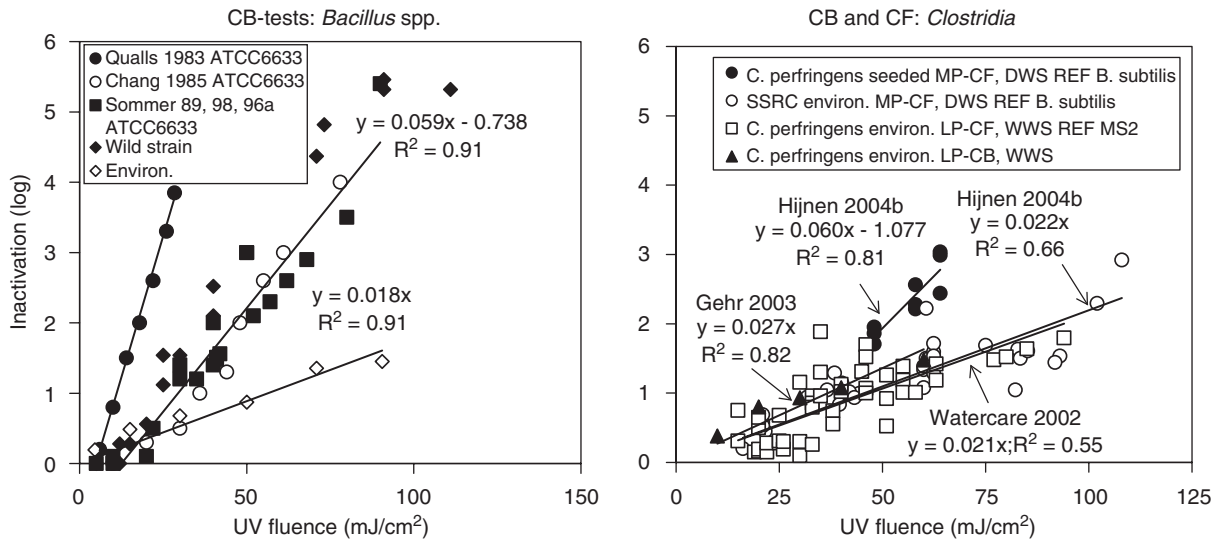 CB-tests: Bacillus spp.
Inactivation (log)
6
5
4
3
2
1
0
Qualls 1983 ATCC6633
Chang 1985 ATCC6633
Sommer 89, 98, 96a
ATCC6633
Wild strain
Environ.
y = 0.059x - 0.738
R² = 0.91
y = 0.018x
R² = 0.91
0
50
100
150
UV fluence (mJ/cm²)
CB and CF: Clostridia
6
5
4
3
2
1
0
C. perfringens seeded MP-CF, DWS REF B. subtilis
SSRC environ. MP-CF, DWS REF B. subtilis
C. perfringens environ. LP-CF, WWS REF MS2
C. perfringens environ. LP-CB, WWS
Hijnen 2004b
y = 0.060x - 1.077
R² = 0.81
Hijnen 2004b
y = 0.022x
R² = 0.66
Gehr 2003
y = 0.027x
R² = 0.82
Watercare 2002
y = 0.021x;R² = 0.55
0
25
50
75
100
125
UV fluence (mJ/cm²)